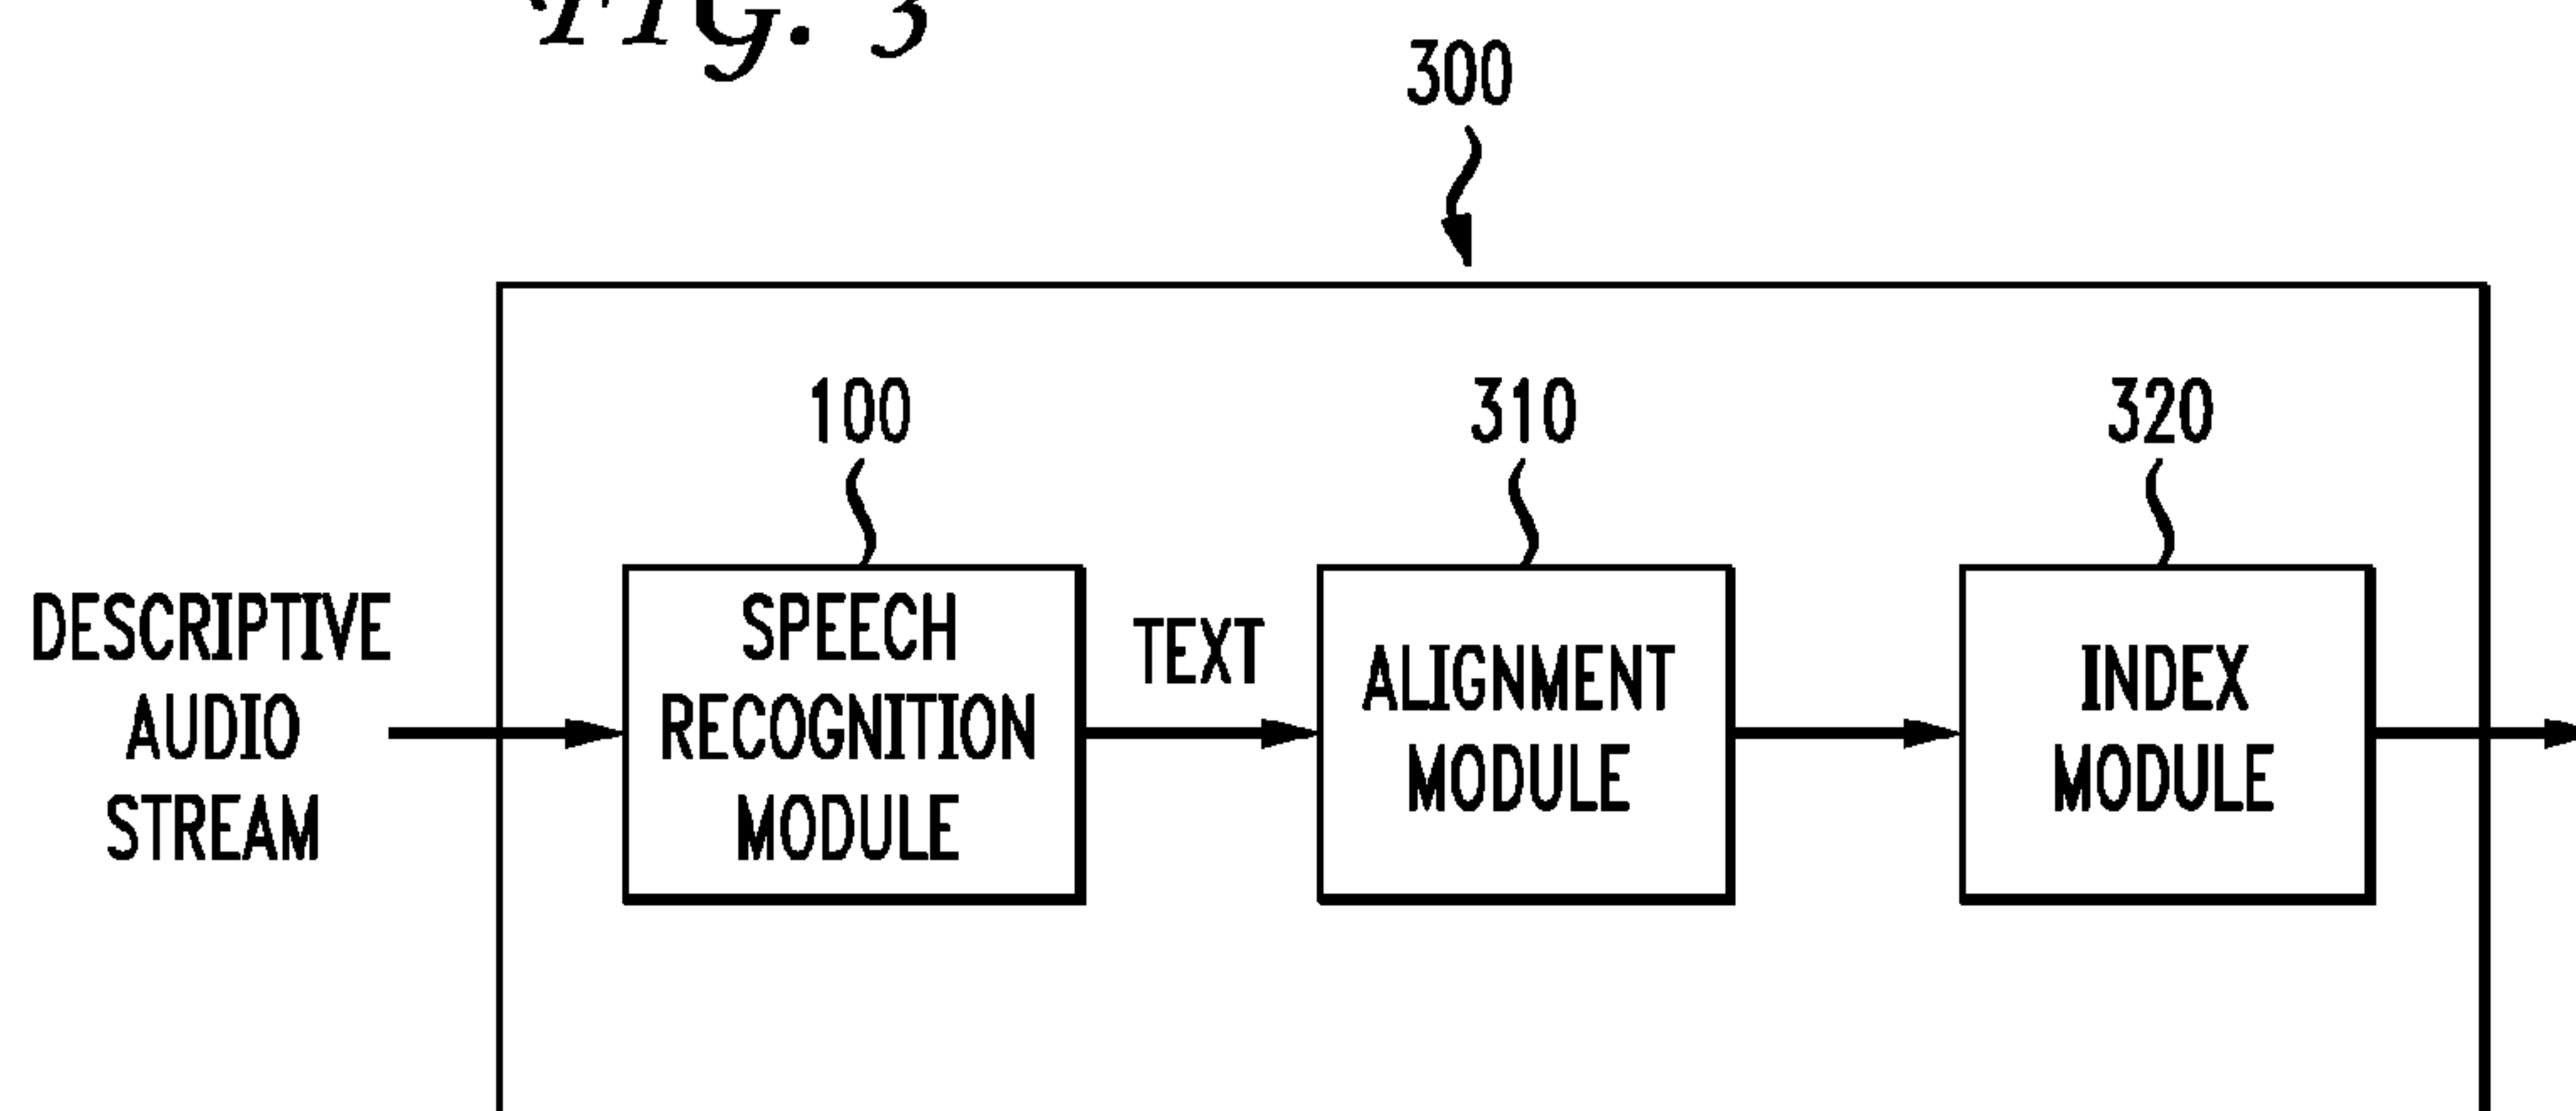 FIG. 3
300
100
310
320
DESCRIPTIVE
AUDIO
STREAM
SPEECH
RECOGNITION
MODULE
TEXT
ALIGNMENT
MODULE
INDEX
MODULE